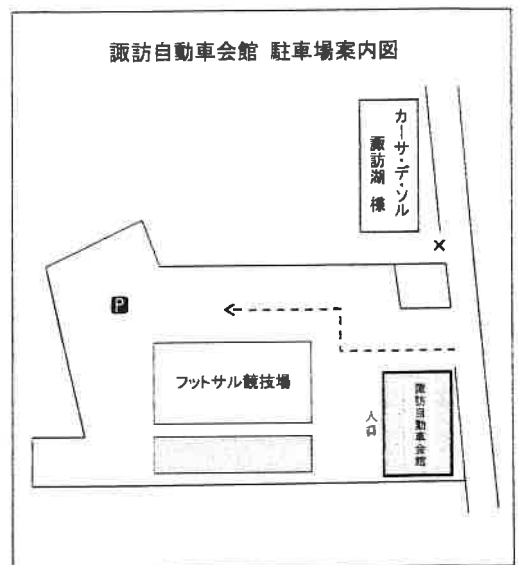 諏訪自動車会館 駐車場案内図
カーサ・デ・ソル
諏訪湖 様
×
P
フットサル競技場
入口
諏訪自動車会館